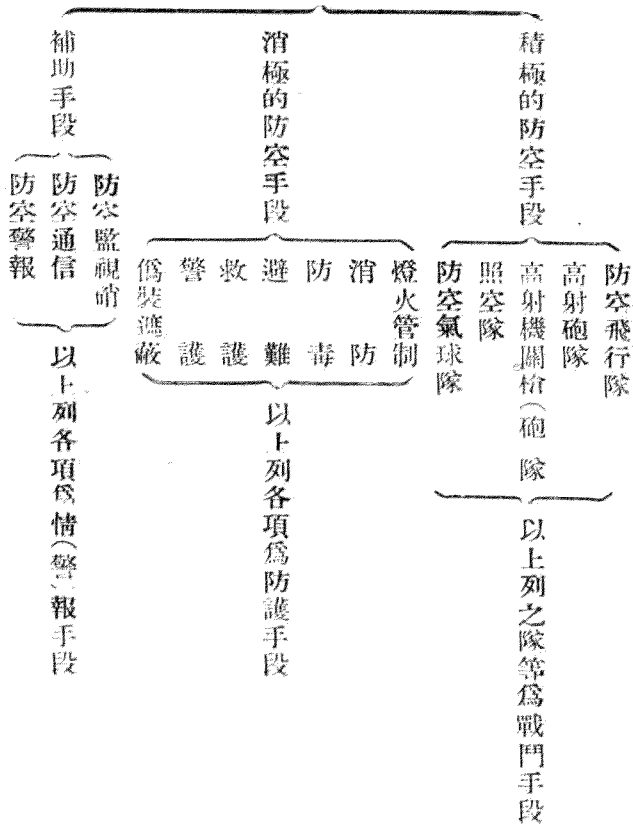 積極的防空手段
防空飛行隊
高射砲隊
高射機關槍(砲 隊
照空隊
防空氣球隊
以上列之隊等爲戰鬥手段
消極的防空手段
燈火管制
消防
防毒
避難
救護
警護
僞裝遮蔽
以上列各項爲防護手段
補助手段
防空監視哨
防空通信
防空警報
以上列各項爲情(警)報手段